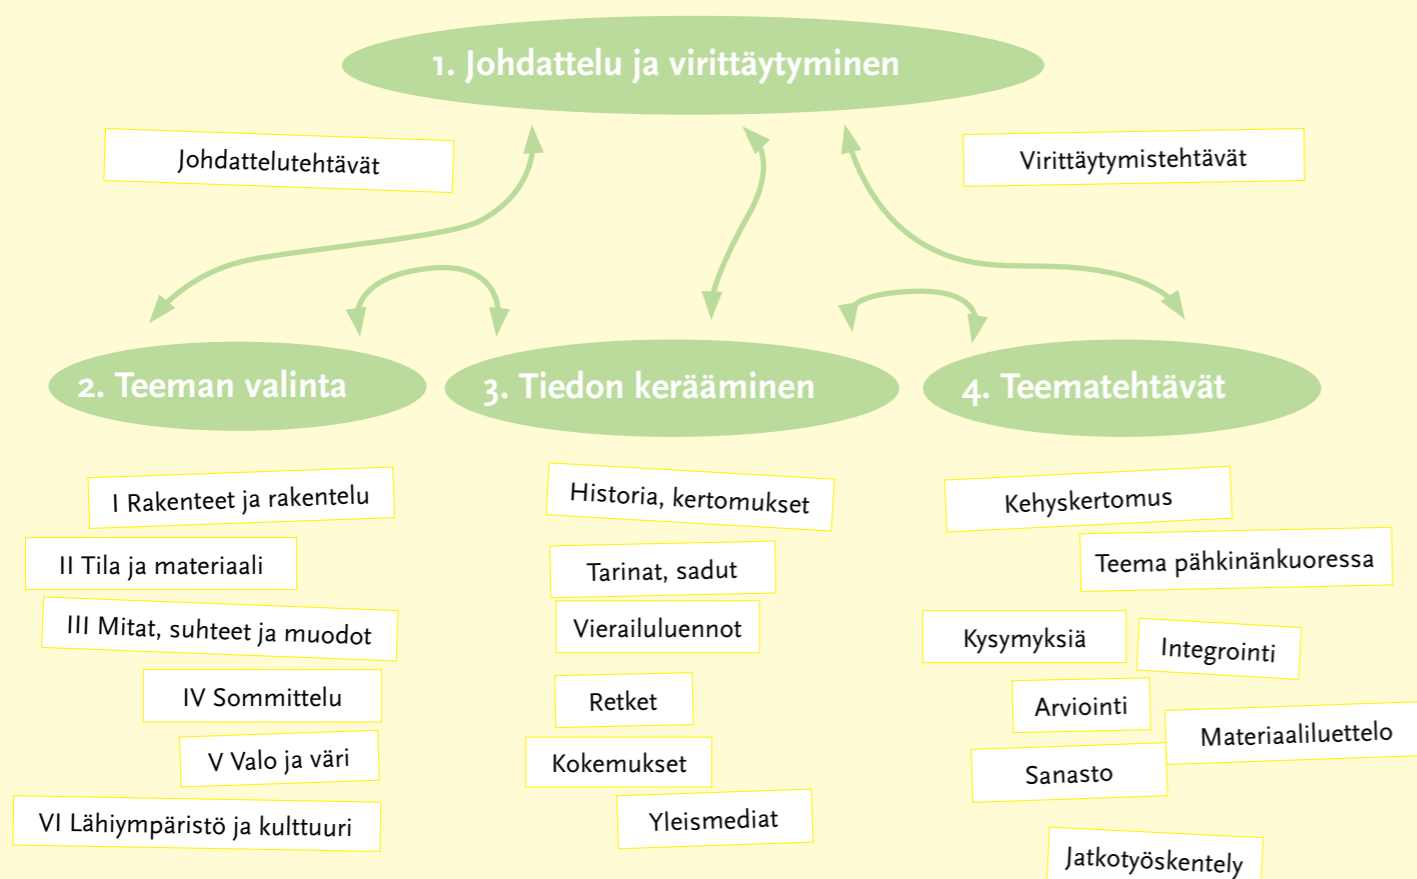 1. Johdattelu ja virittäytyminen
Johdattelutehtävät
Virittäytymistehtävät
2. Teeman valinta
I Rakenteet ja rakentelu
II Tila ja materiaali
III Mitat, suhteet ja muodot
IV Sommittelu
V Valo ja väri
VI Lähiympäristö ja kulttuuri
3. Tiedon kerääminen
Historia, kertomukset
Tarinat, sadut
Vierailuluennot
Retket
Kokemukset
Yleismediat
4. Teematehtävät
Kehyskertomus
Teema pähkinänkuoressa
Kysymyksiä
Integrointi
Arviointi
Materiaaliluettelo
Sanasto
Jatkotyöskentely